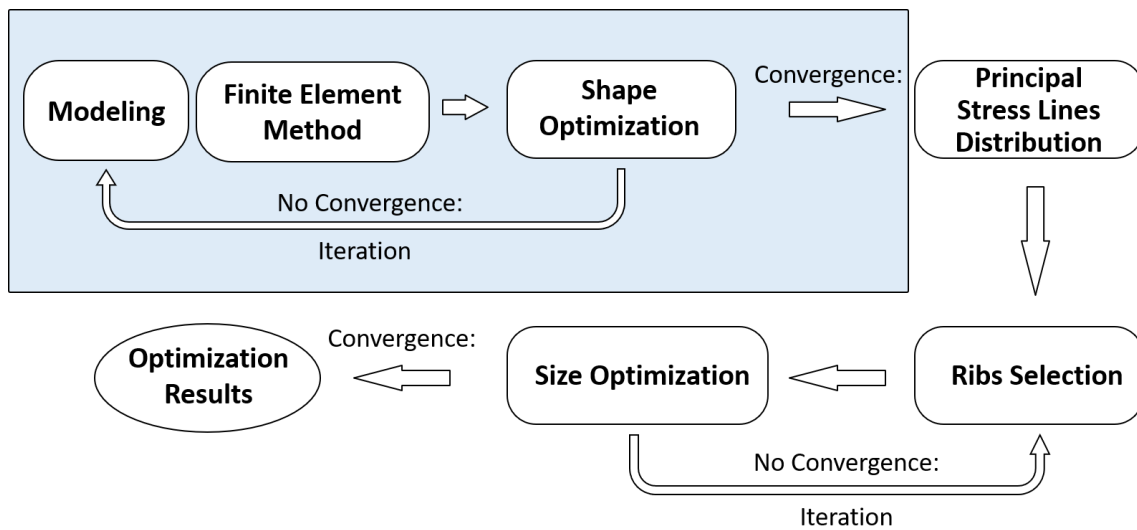 Modeling
Finite Element
Method
Shape
Optimization
Convergence:
Principal
Stress Lines
Distribution
No Convergence:
Iteration
Optimization
Results
Convergence:
Size Optimization
Ribs Selection
No Convergence:
Iteration